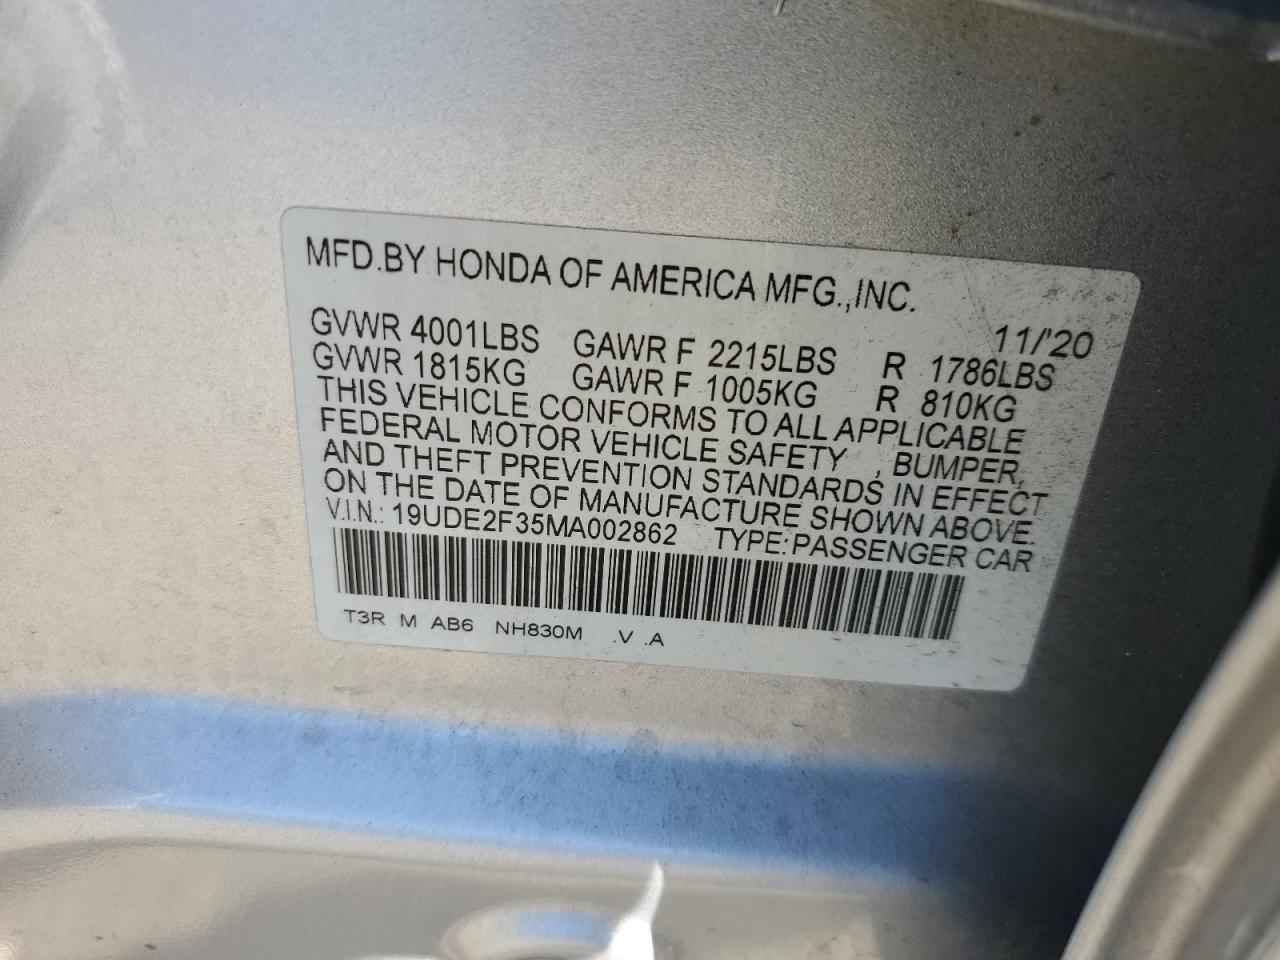 MFD.BY HONDA OF AMERICA MFG.,INC.
11/'20
GVWR 4001LBS GAWR F 2215LBS R 1786LBS
GVWR 1815KG GAWR F 1005KG R 810KG
THIS VEHICLE CONFORMS TO ALL APPLICABLE
FEDERAL MOTOR VEHICLE SAFETY , BUMPER,
AND THEFT PREVENTION STANDARDS IN EFFECT
ON THE DATE OF MANUFACTURE SHOWN ABOVE.
V.I.N.: 19UDE2F35MA002862 TYPE:PASSENGER CAR
T3R M AB6 NH830M .V .A